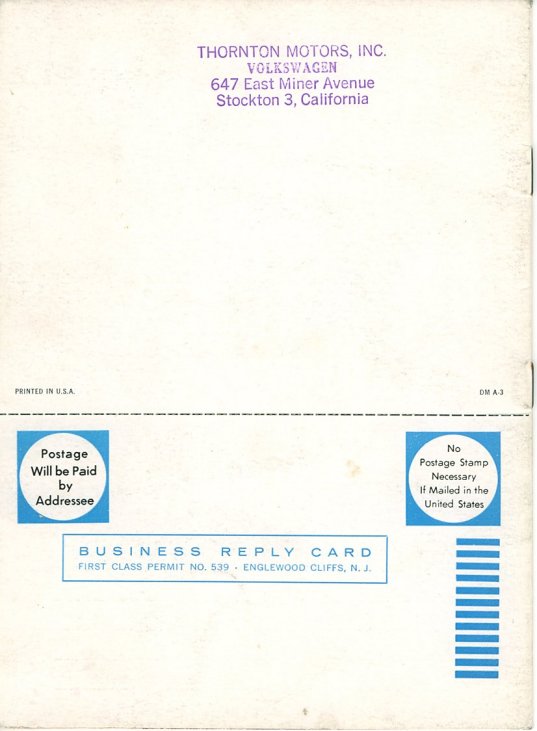 THORNTON MOTORS, INC.
VOLKSWAGEN
647 East Miner Avenue
Stockton 3, California
PRINTED IN U.S.A.
DM A-3
Postage
Will be Paid
by
Addressee
No
Postage Stamp
Necessary
If Mailed in the
United States
BUSINESS REPLY CARD
FIRST CLASS PERMIT NO. 539 · ENGLEWOOD CLIFFS, N. J.